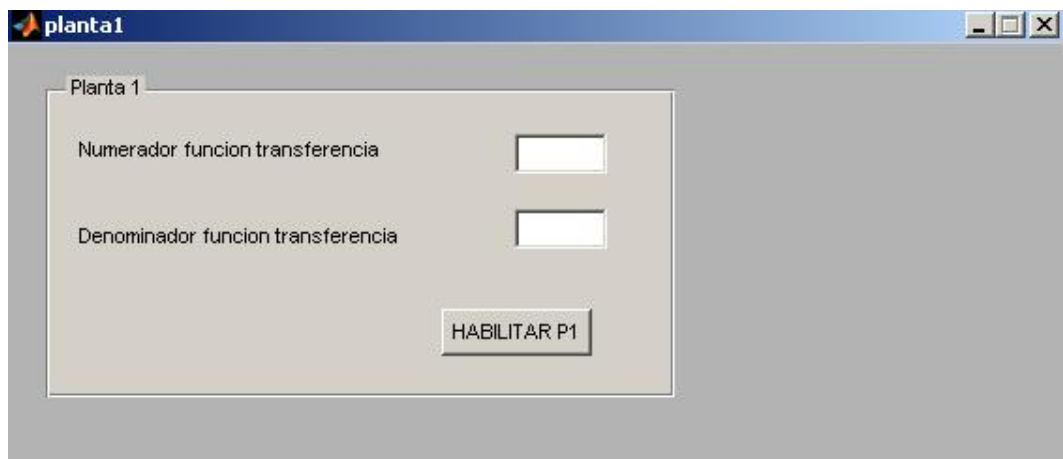 planta1
Planta 1
Numerador funcion transferencia
Denominador funcion transferencia
HABILITAR P1